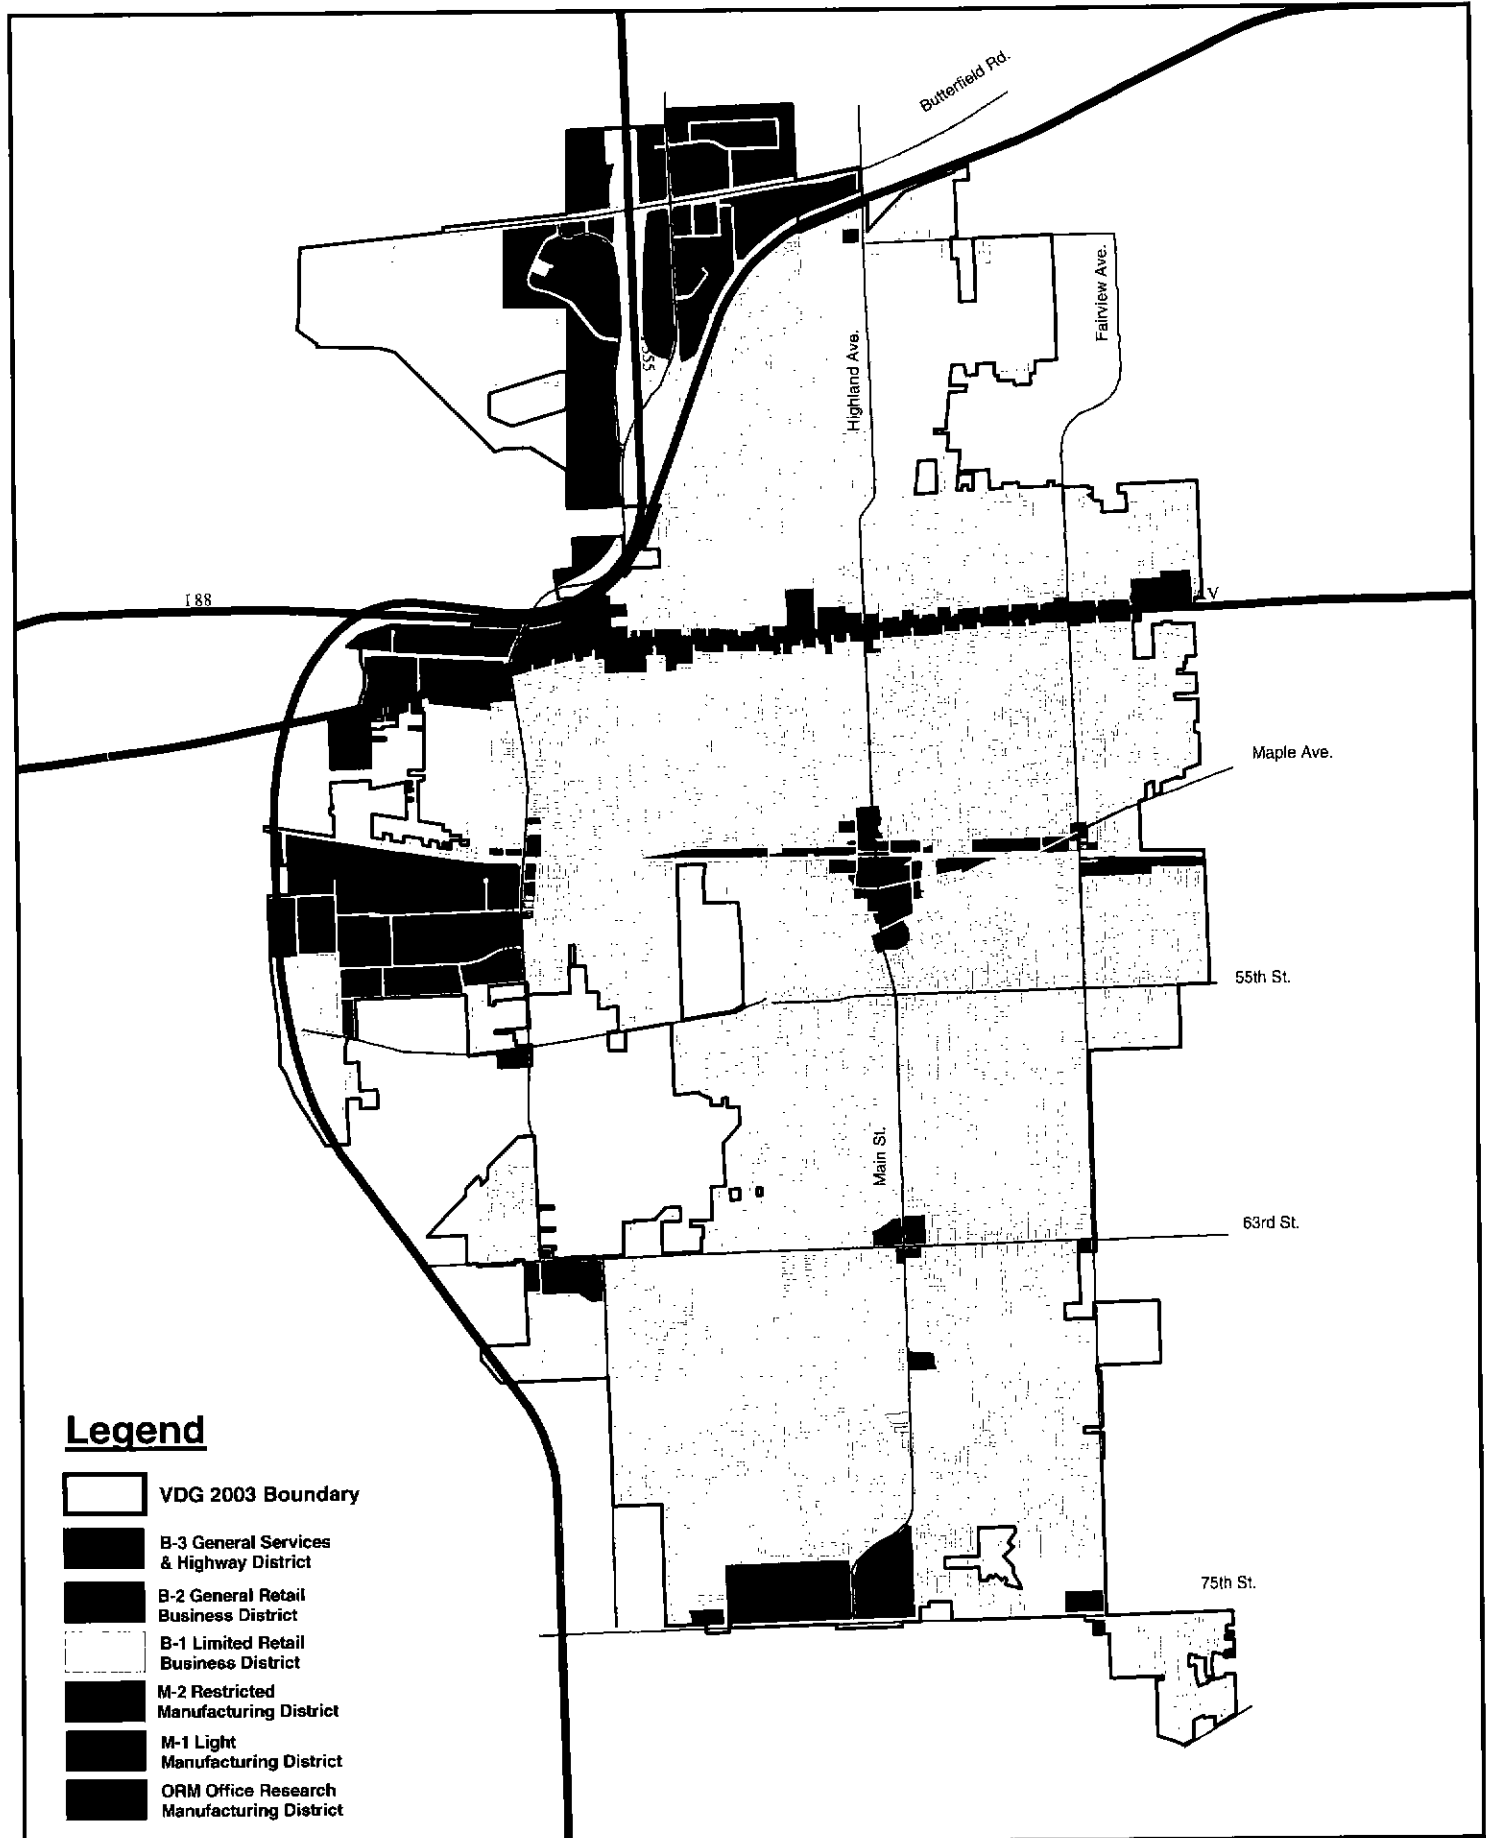 Butterfield Rd.
Fairview Ave.
Highland Ave.
I 88
Maple Ave.
55th St.
Main St.
63rd St.
75th St.
Legend
VDG 2003 Boundary
B-3 General Services
& Highway District
B-2 General Retail
Business District
B-1 Limited Retail
Business District
M-2 Restricted
Manufacturing District
M-1 Light
Manufacturing District
ORM Office Research
Manufacturing District